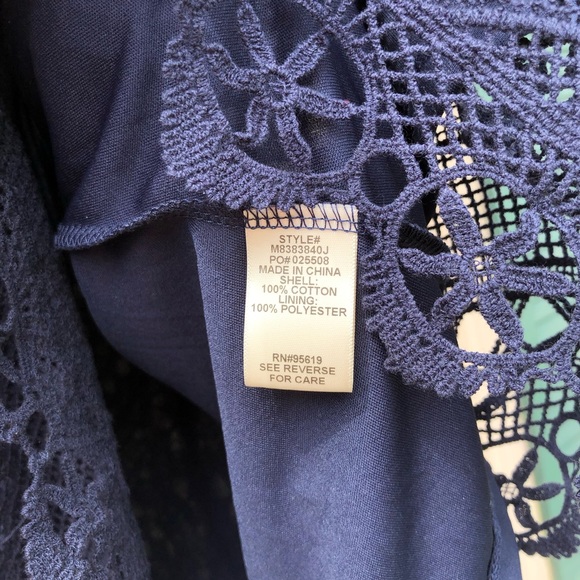 STYLE#
M8383840J
PO# 025508
MADE IN CHINA
SHELL:
100% COTTON
LINING:
100% POLYESTER
RN#95619
SEE REVERSE
FOR CARE